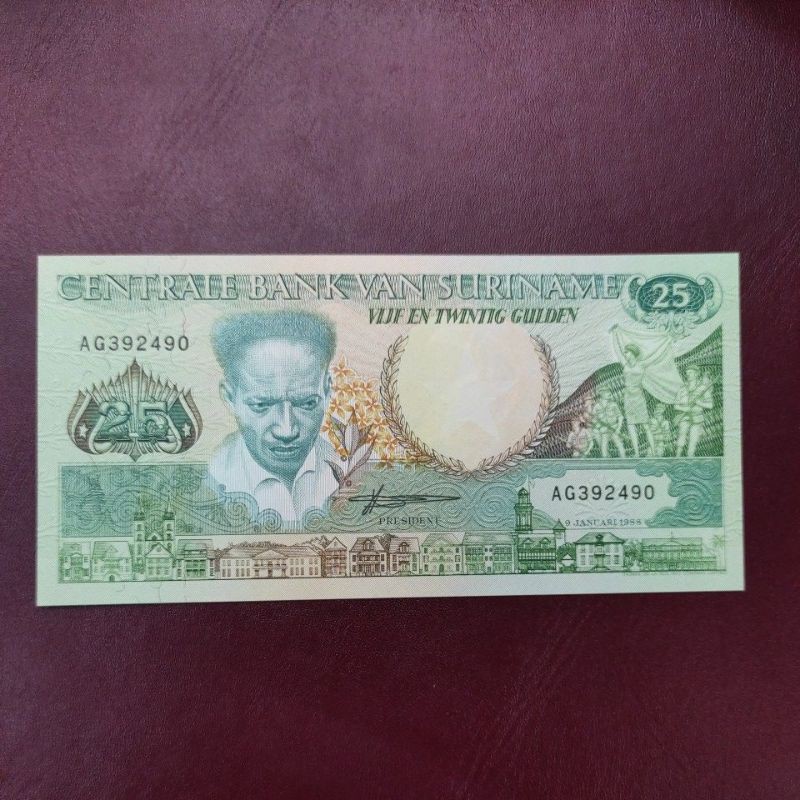 CENTRALE BANK VAN SURINAME
25
VIJF EN TWINTIG GULDEN
AG392490
25
AG392490
PRESIDENT
9 JANUARI 1988